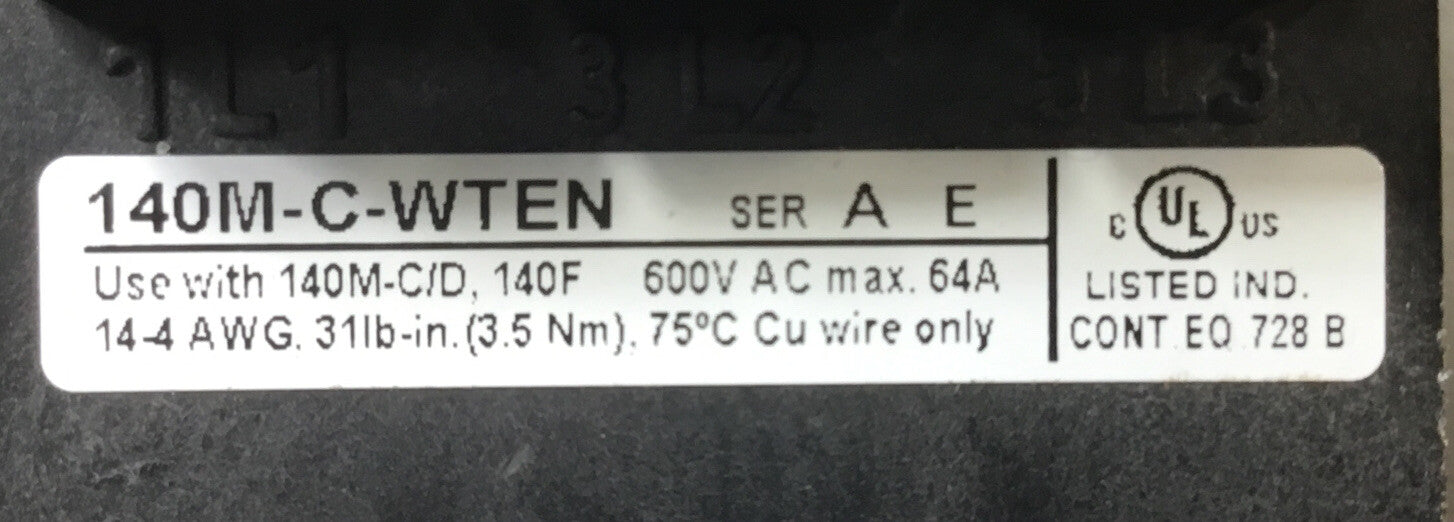 1L1 3L2 5L3
140M-C-WTEN SER A E
Use with 140M-C/D, 140F 600V AC max. 64A
14-4 AWG. 31lb-in.(3.5 Nm), 75ºC Cu wire only
C UL US
LISTED IND.
CONT. EQ. 728 B